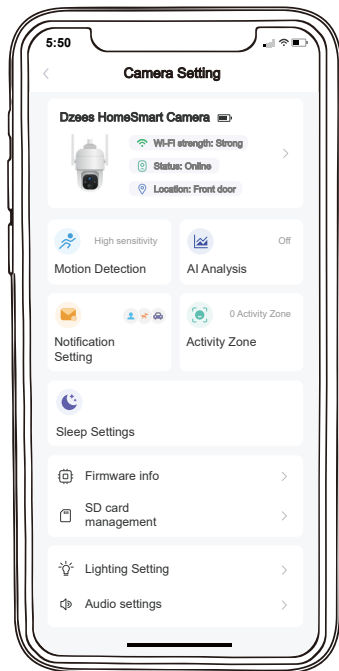 5:50
Camera Setting
Dzees HomeSmart Camera
Wi-Fi strength: Strong
Status: Online
Location: Front door
High sensitivity
Motion Detection
Off
AI Analysis
Notification
Setting
0 Activity Zone
Activity Zone
Sleep Settings
Firmware info
SD card
management
Lighting Setting
Audio settings